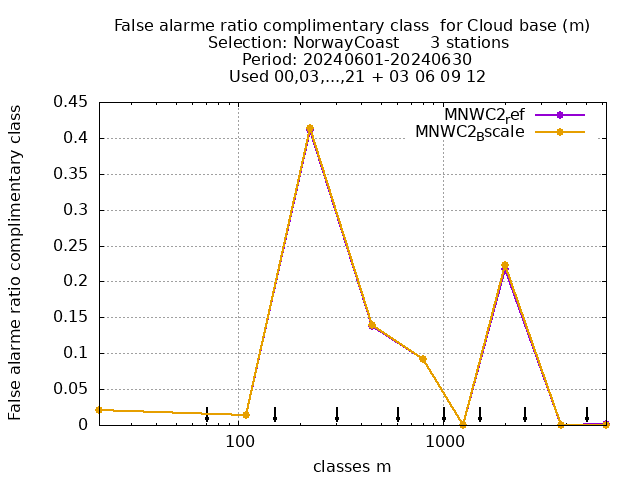 False alarme ratio complimentary class  for Cloud base (m)
Selection: NorwayCoast      3 stations
Period: 20240601-20240630
Used 00,03,...,21 + 03 06 09 12
False alarme ratio complimentary class
0.45
0.4
0.35
0.3
0.25
0.2
0.15
0.1
0.05
0
MNWC2ref
MNWC2Bscale
100 1000
classes m